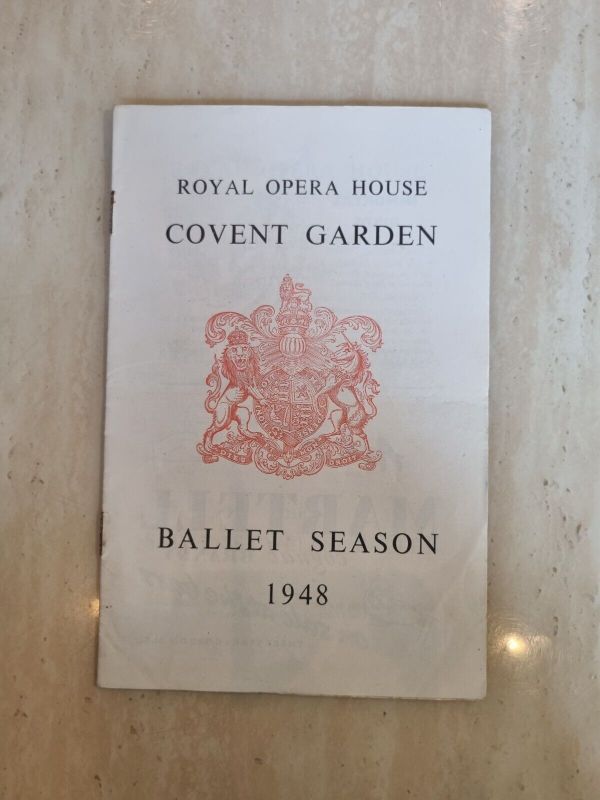 ROYAL OPERA HOUSE
COVENT GARDEN
BALLET SEASON
1948